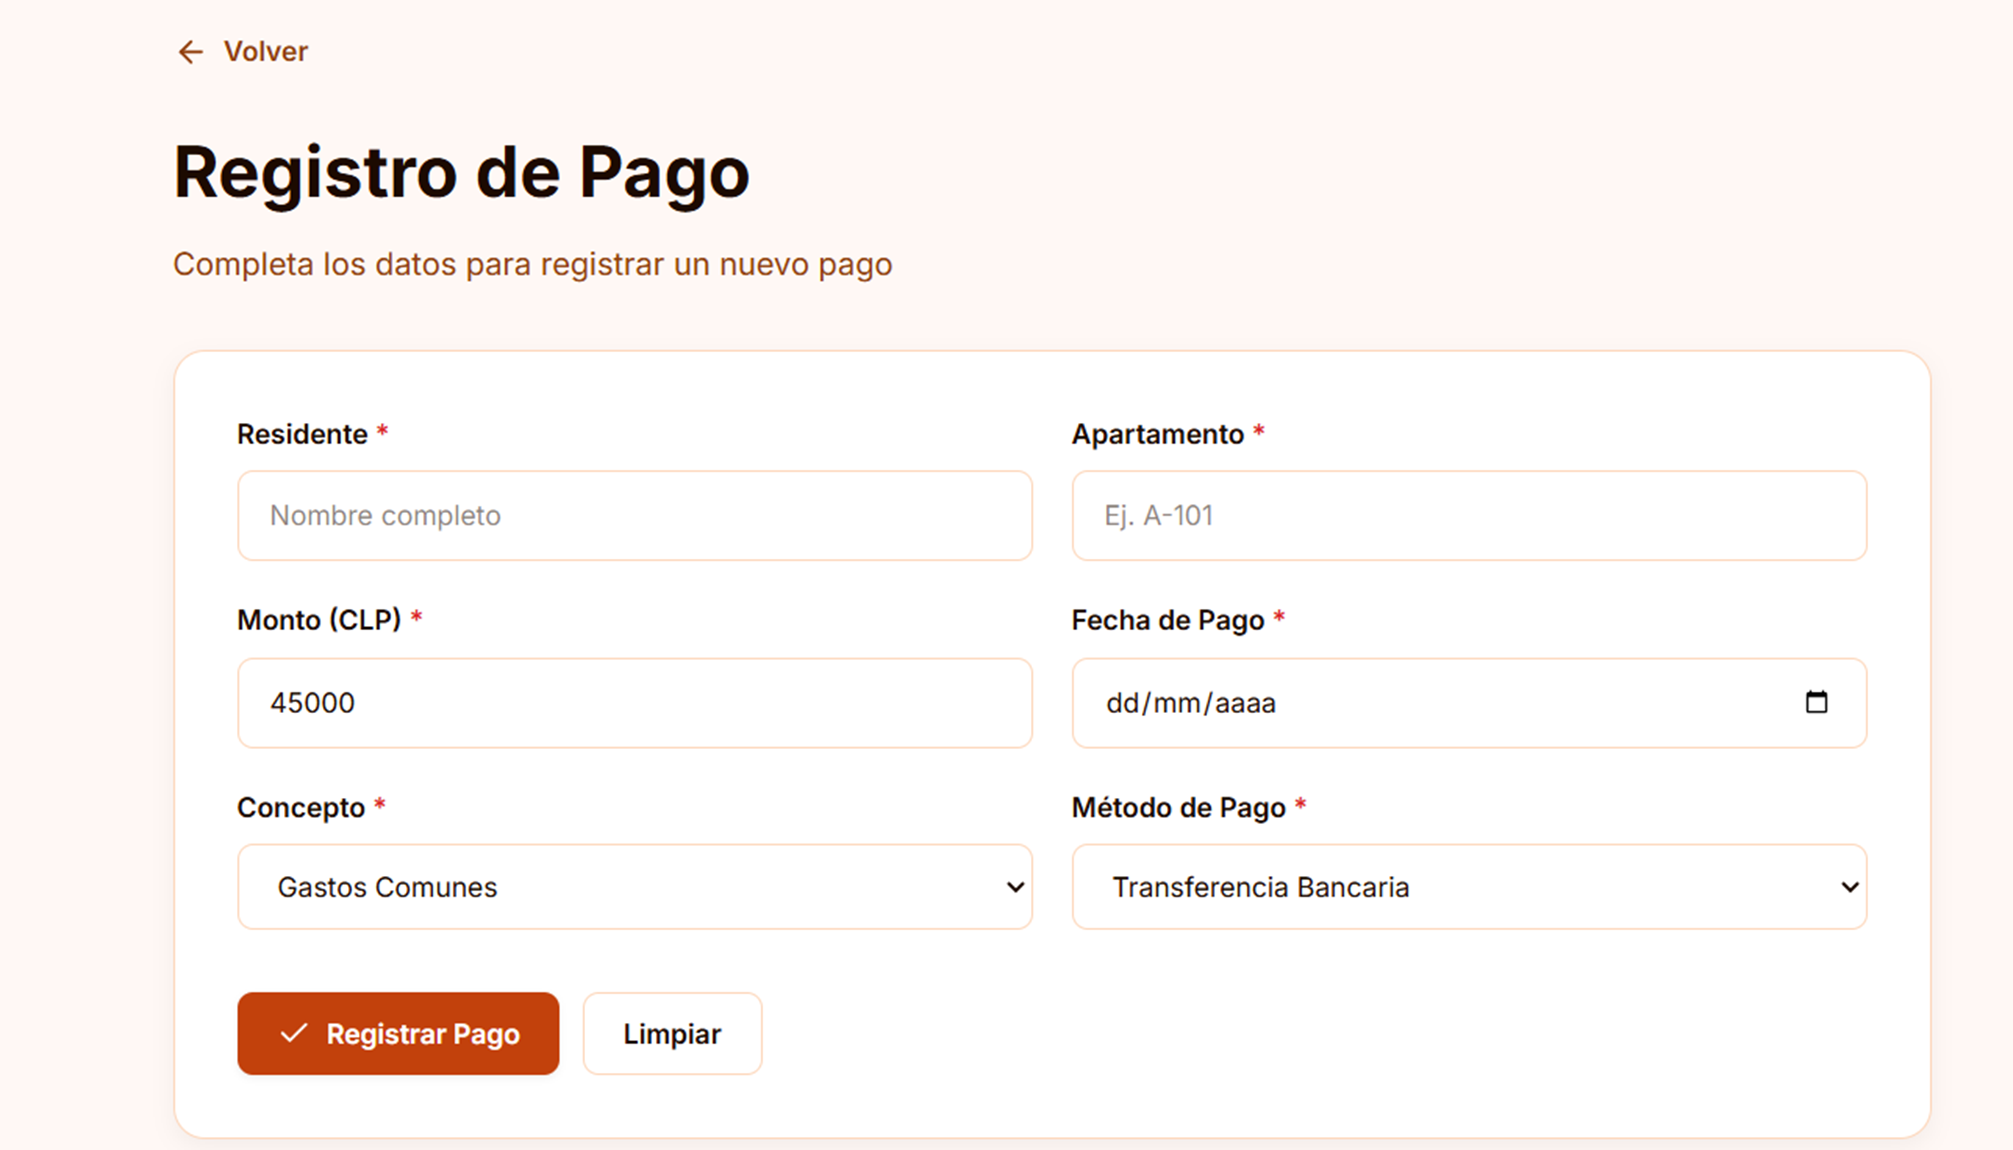 Volver
Registro de Pago
Completa los datos para registrar un nuevo pago
Residente *
Apartamento *
Nombre completo
Ej. A-101
Monto (CLP) *
Fecha de Pago *
45000
dd/mm/aaaa
Concepto *
Método de Pago *
Gastos Comunes
Transferencia Bancaria
Registrar Pago
Limpiar